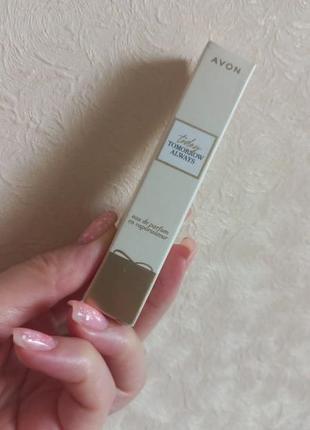 AVON
today
TOMORROW
ALWAYS
eau de parfum
en vaporisateur